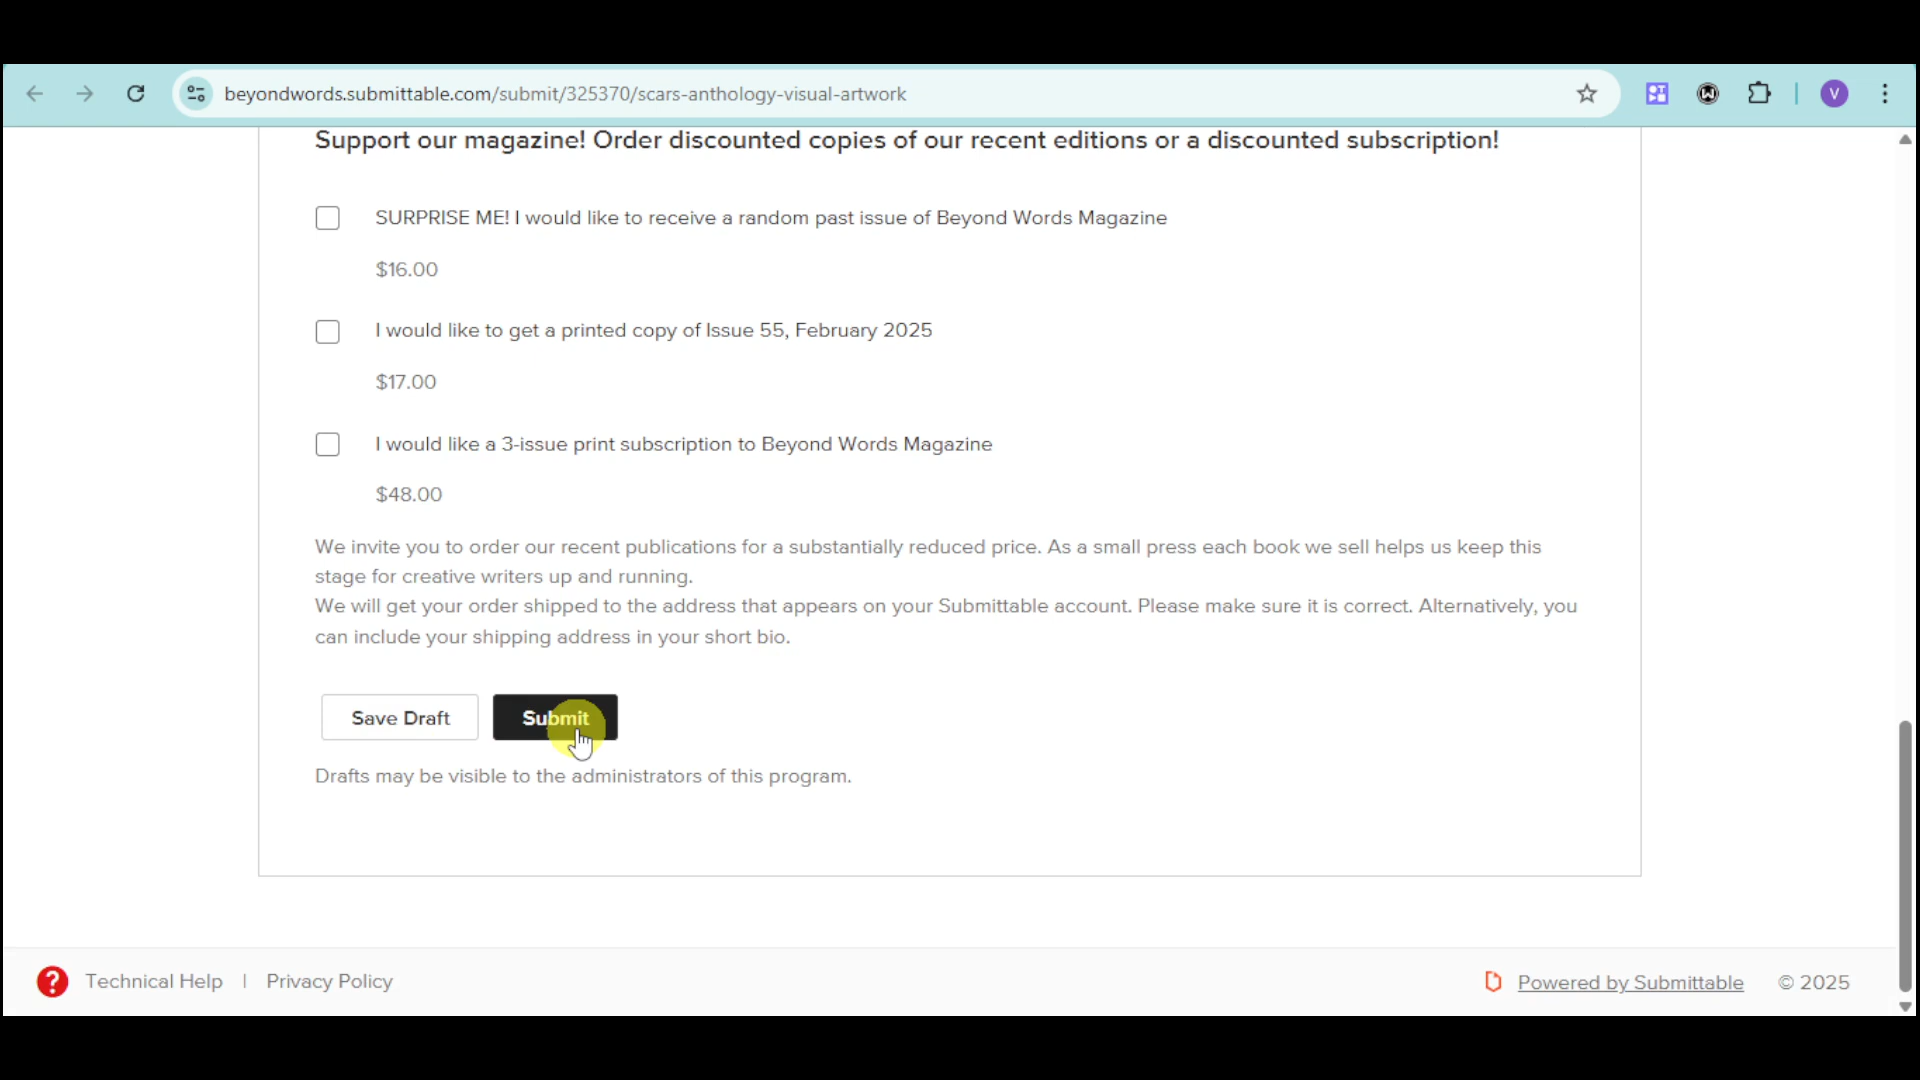 beyondwords.submittable.com/submit/325370/scars-anthology-visual-artwork
V
Support our magazine! Order discounted copies of our recent editions or a discounted subscription!
SURPRISE ME! I would like to receive a random past issue of Beyond Words Magazine
$16.00
I would like to get a printed copy of Issue 55, February 2025
$17.00
I would like a 3-issue print subscription to Beyond Words Magazine
$48.00
We invite you to order our recent publications for a substantially reduced price. As a small press each book we sell helps us keep this
stage for creative writers up and running.
We will get your order shipped to the address that appears on your Submittable account. Please make sure it is correct. Alternatively, you
can include your shipping address in your short bio.
Save Draft Submit
Drafts may be visible to the administrators of this program.
? Technical Help | Privacy Policy Powered by Submittable © 2025